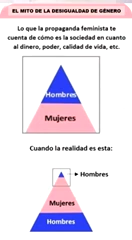 EL MITO DE LA DESIGUALDAD DE GÉNERO
Lo que la propaganda feminista te
cuenta de cómo es la sociedad en cuanto
al dinero, poder, calidad de vida, etc.
Hombres
Mujeres
Cuando la realidad es esta:
Hombres
Mujeres
Hombres